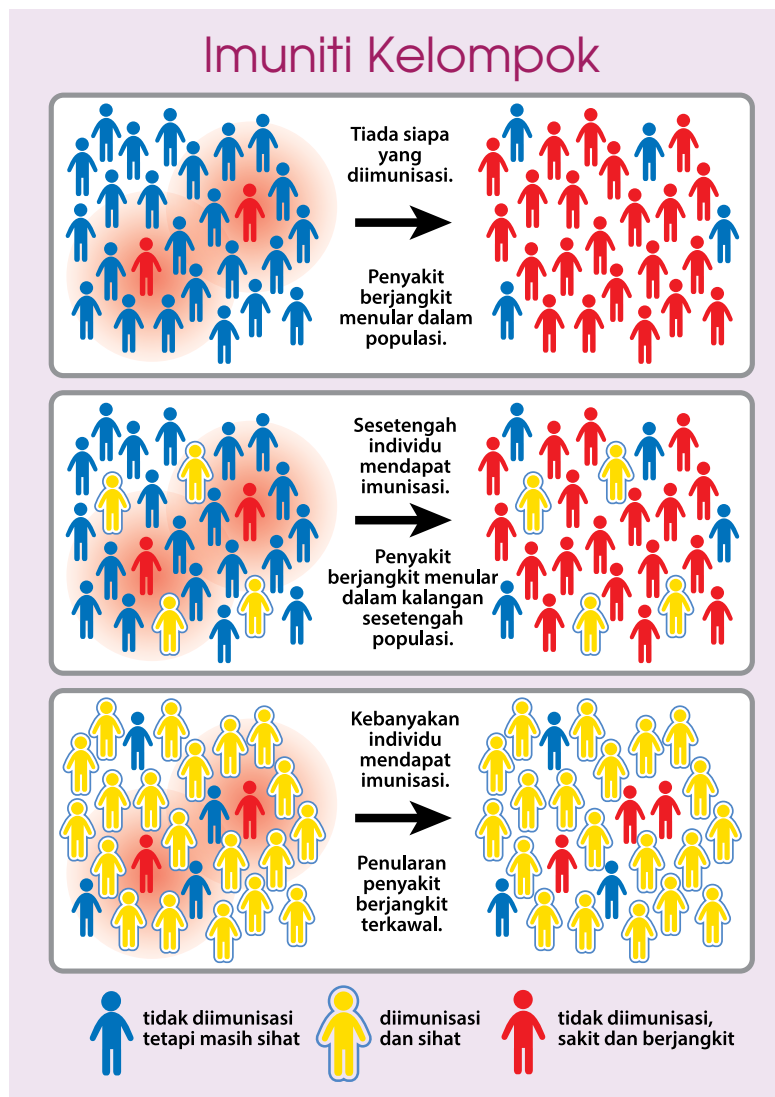 Imuniti Kelompok
Tiada siapa
yang
diimunisasi.
Penyakit
berjangkit
menular dalam
populasi.
Sesetengah
individu
mendapat
imunisasi.
Penyakit
berjangkit menular
dalam kalangan
sesetengah
populasi.
Kebanyakan
individu
mendapat
imunisasi.
Penularan
penyakit
berjangkit
terkawal.
tidak diimunisasi
tetapi masih sihat
diimunisasi
dan sihat
tidak diimunisasi,
sakit dan berjangkit